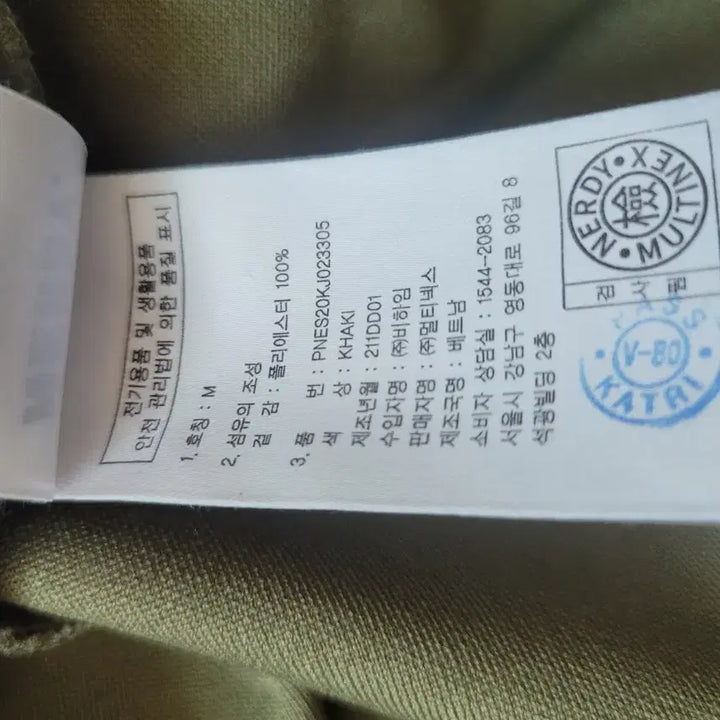 전기용품 및 생활용품
안전 관리법에 의한 품질 표시
1. 호칭 : M
2. 섬유의 조성
겉 감 : 폴리에스터 100%
3. 품 번 : PNES20KJ023305
색 상 : KHAKI
제조년월 : 211DD01
수입자명 : ㈜비하임
판매자명 : ㈜멀티넥스
제조국명 : 베트남
소비자 상담실 : 1544-2083
서울시 강남구 영동대로 96길 8
석광빌딩 2층
NERDY • MULTINEX •
檢
검사필
PASS
V-80
KATRI